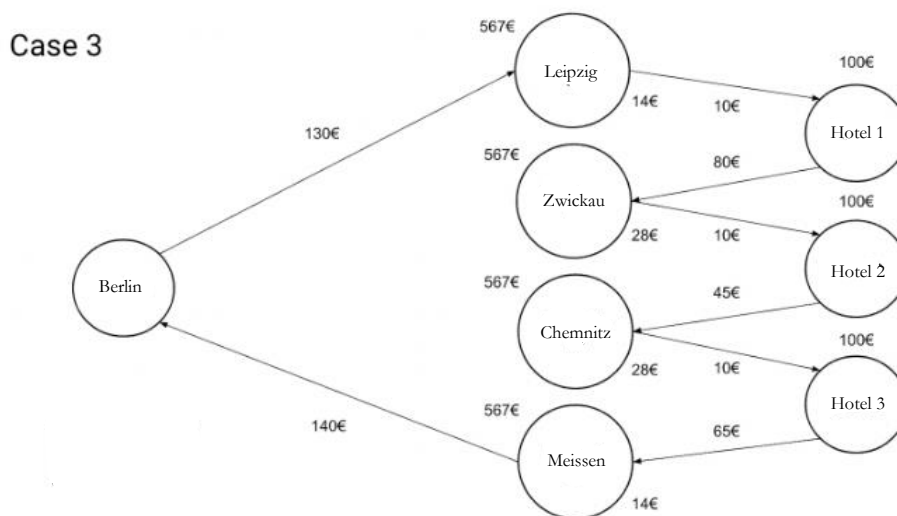 Case 3
567€
Leipzig
14€
100€
130€
10€
Hotel 1
567€
80€
Zwickau
28€
100€
10€
Hotel 2
Berlin
567€
45€
Chemnitz
28€
100€
10€
Hotel 3
567€
65€
140€
Meissen
14€